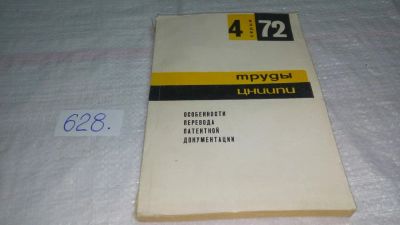 4 серия 72
труды
цниипи
ОСОБЕННОСТИ
ПЕРЕВОДА
ПАТЕНТНОЙ
ДОКУМЕНТАЦИИ
628.